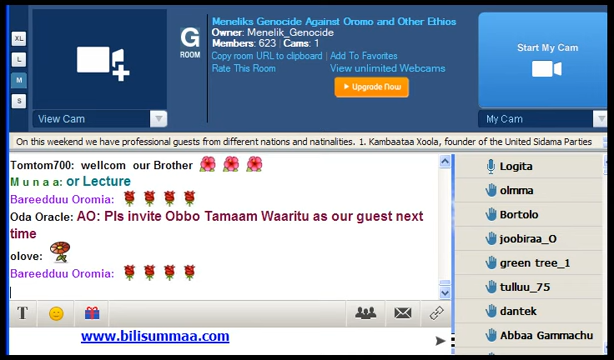 XL
L
M
S
View Cam
G
ROOM
Meneliks Genocide Against Oromo and Other Ethios
Owner: Menelik_Genocide
Members: 623 | Cams: 1
Copy room URL to clipboard | Add To Favorites
Rate This Room View unlimited Webcams
Upgrade Now
Start My Cam
My Cam
On this weekend we have professional guests from different nations and natinalities. 1. Kambaataa Xoola, founder of the United Sidama Parties
Tomtom700: wellcom our Brother
M u n a a: or Lecture
Bareedduu Oromia:
Oda Oracle: AO: Pls invite Obbo Tamaam Waaritu as our guest next
time
olove:
Bareedduu Oromia:
T
www.bilisummaa.com
Logita
olmma
Bortolo
joobiraa_O
green tree_1
tulluu_75
dantek
Abbaa Gammachu